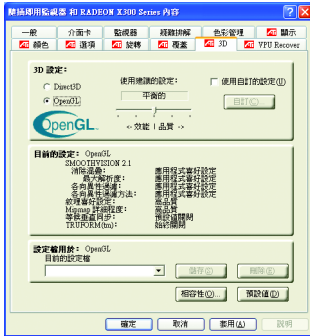 隨插即用監視器 和 RADEON X300 Series 內容
一般 介面卡 監視器 疑難排解 色彩管理 顯示
顏色 選項 旋轉 覆蓋 3D VPU Recover
3D 設定:
Direct3D
OpenGL
使用建議的設定:
平衡的
使用自訂的設定(U)
自訂(C)...
OpenGL
<- 效能 | 品質 ->
目前的設定: OpenGL
SMOOTHVISION 2.1
消除混疊: 應用程式喜好設定
最大解析度: 應用程式喜好設定
各向異性過濾: 應用程式喜好設定
各向異性過濾方法: 應用程式喜好設定
紋理喜好設定: 高品質
Mipmap 詳細程度: 高品質
等候垂直同步: 預設值關閉
TRUFORM(tm): 始終關閉
設定檔用於: OpenGL
目前的設定檔
儲存(S)
刪除(E)
相容性(O)...
預設值(D)
確定 取消 套用(A) 說明